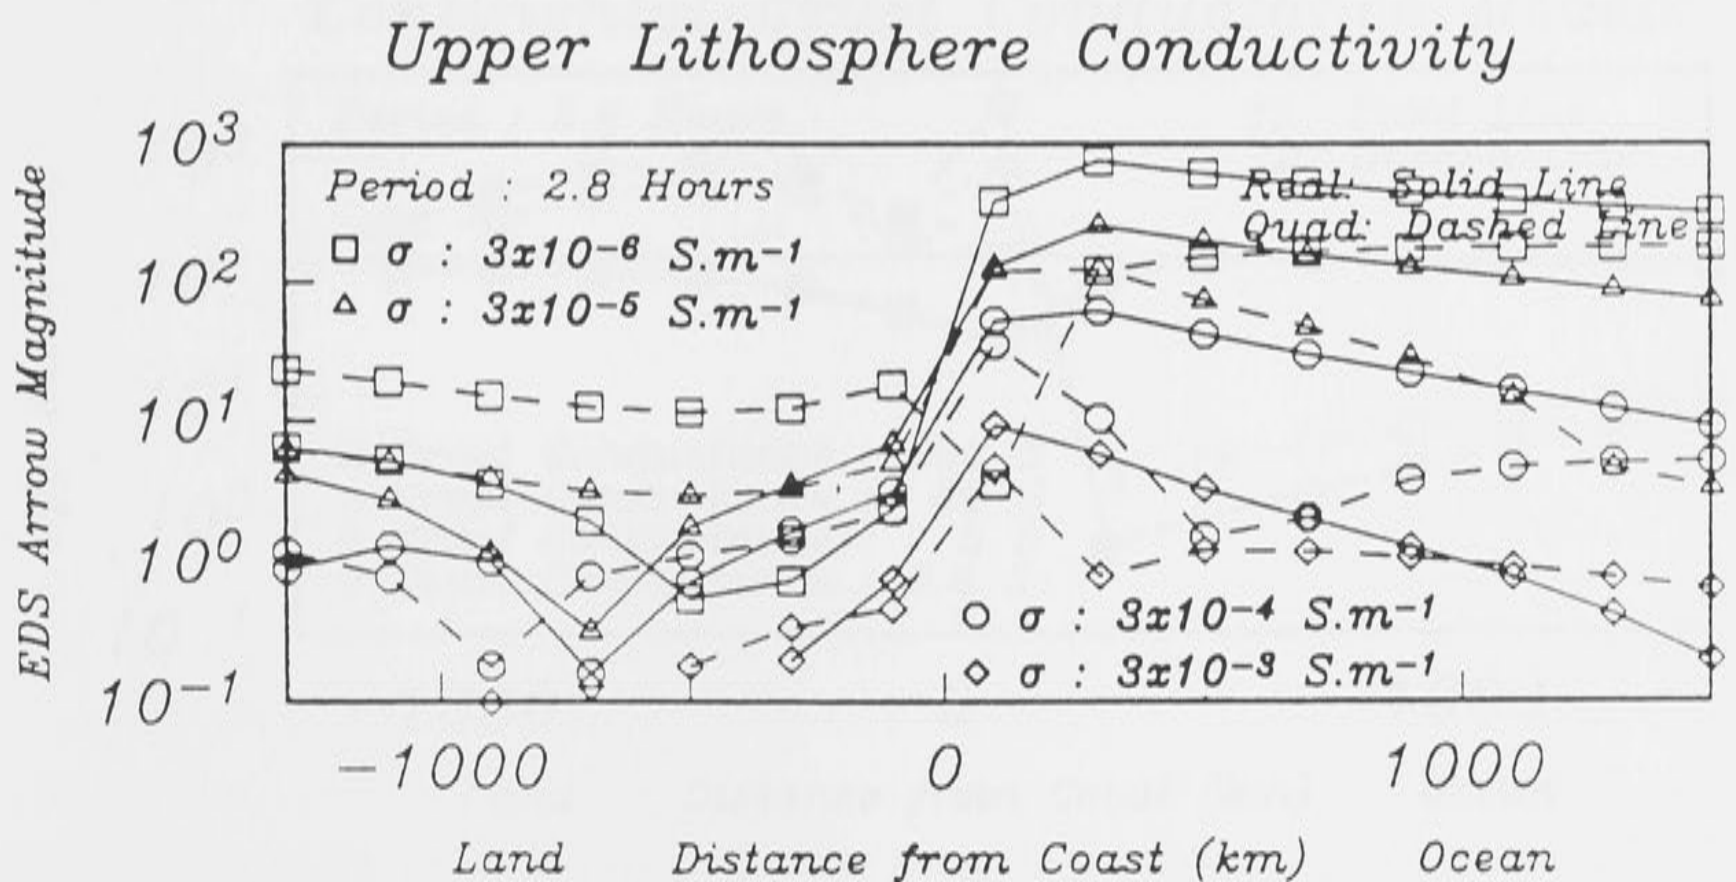 Upper Lithosphere Conductivity
EDS Arrow Magnitude
10³
10²
10¹
10⁰
10⁻¹
Period : 2.8 Hours
□ σ : 3x10⁻⁶ S.m⁻¹
△ σ : 3x10⁻⁵ S.m⁻¹
Real: Solid Line
Quad: Dashed Line
○ σ : 3x10⁻⁴ S.m⁻¹
◇ σ : 3x10⁻³ S.m⁻¹
-1000 0 1000
Land Distance from Coast (km) Ocean